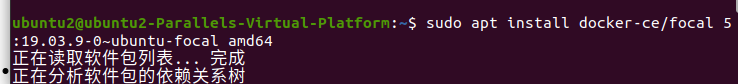 ubuntu2@ubuntu2-Parallels-Virtual-Platform:~$ sudo apt install docker-ce/focal 5
:19.03.9~0~ubuntu-focal amd64
正在读取软件包列表... 完成
正在分析软件包的依赖关系树